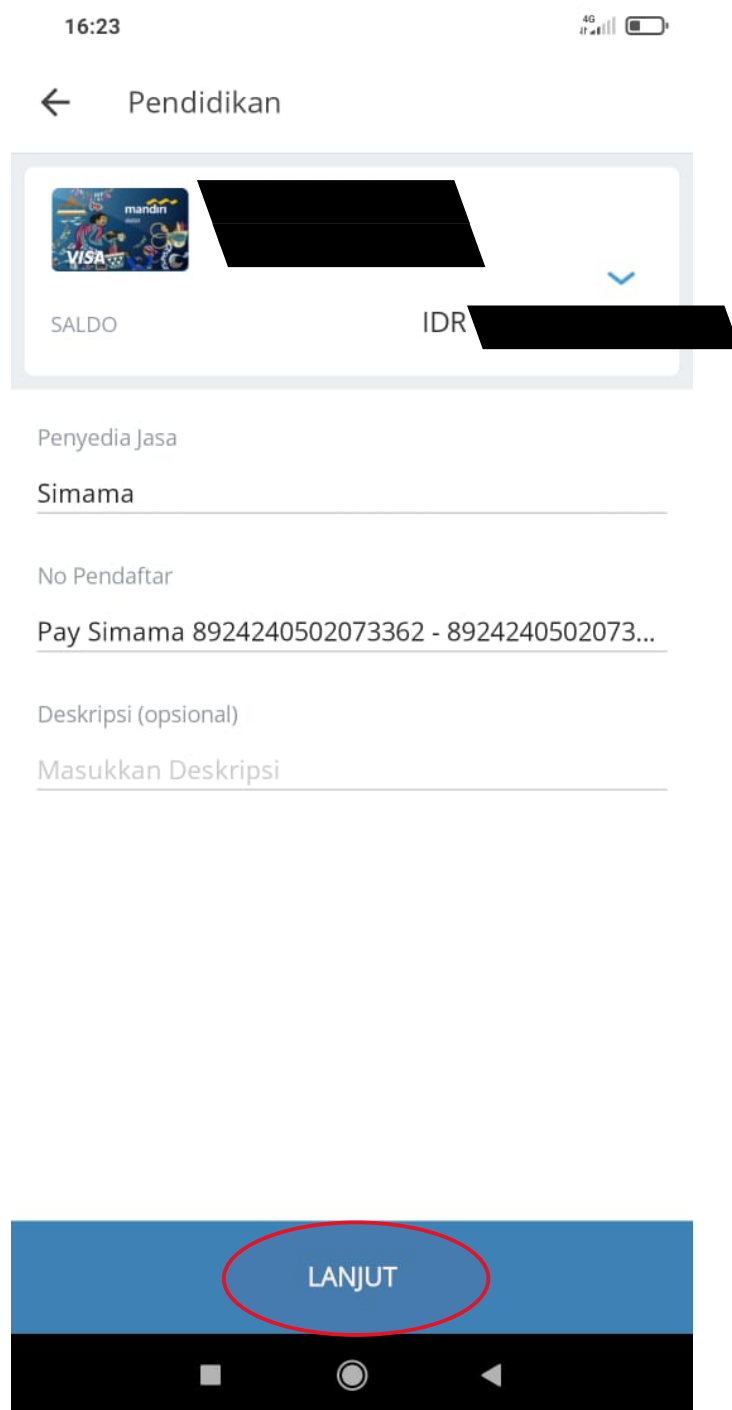 16:23
4G
Pendidikan
mandiri
debit
VISA
SALDO
IDR
Penyedia Jasa
Simama
No Pendaftar
Pay Simama 8924240502073362 - 8924240502073...
Deskripsi (opsional)
Masukkan Deskripsi
LANJUT